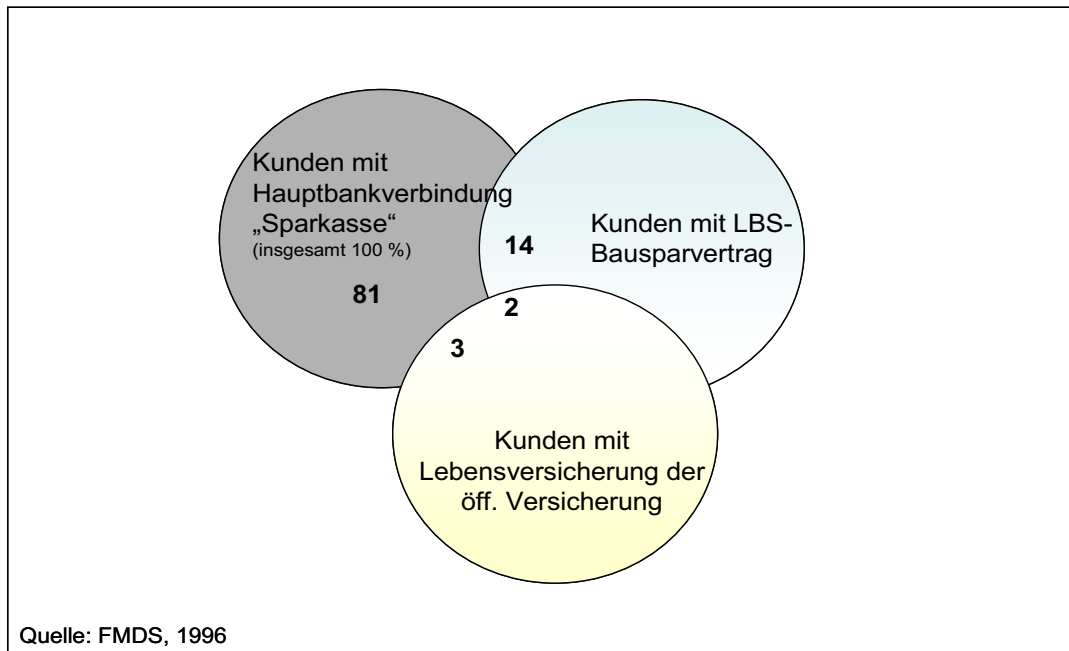 Kunden mit
Hauptbankverbindung
„Sparkasse“
(insgesamt 100 %)
81
14
Kunden mit LBS-
Bausparvertrag
2
3
Kunden mit
Lebensversicherung der
öff. Versicherung
Quelle: FMDS, 1996